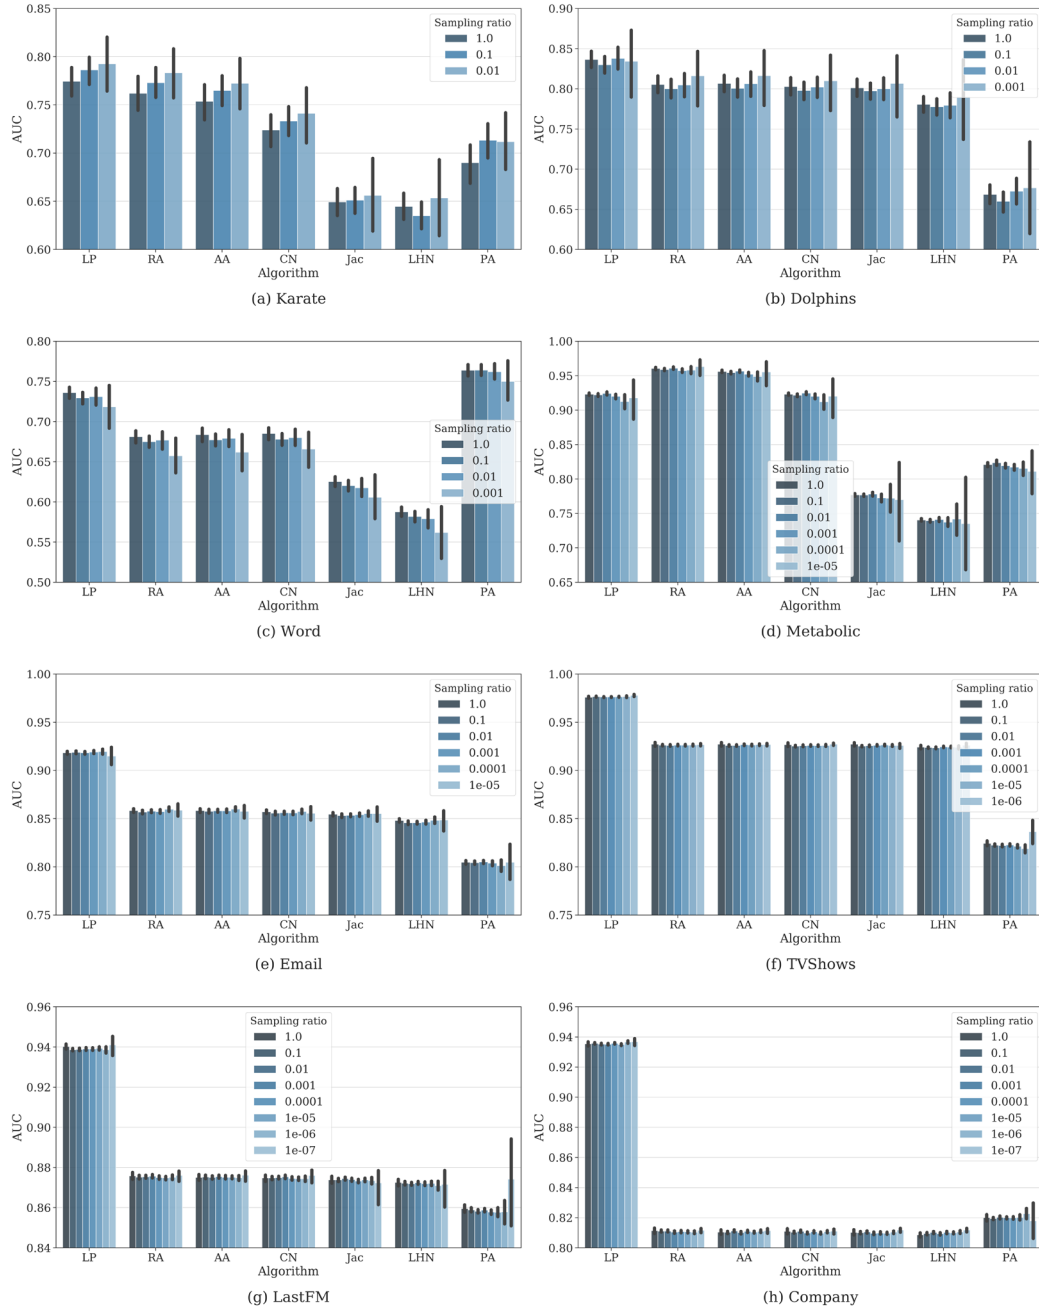 0.85
0.80
0.75
0.70
0.65
0.60
AUC
Sampling ratio
1.0
0.1
0.01
LP RA AA CN Jac LHN PA
Algorithm
(a) Karate
0.90
0.85
0.80
0.75
0.70
0.65
0.60
AUC
Sampling ratio
1.0
0.1
0.01
0.001
LP RA AA CN Jac LHN PA
Algorithm
(b) Dolphins
0.80
0.75
0.70
0.65
0.60
0.55
0.50
AUC
Sampling ratio
1.0
0.1
0.01
0.001
LP RA AA CN Jac LHN PA
Algorithm
(c) Word
1.00
0.95
0.90
0.85
0.80
0.75
0.70
0.65
AUC
Sampling ratio
1.0
0.1
0.01
0.001
0.0001
1e-05
LP RA AA CN Jac LHN PA
Algorithm
(d) Metabolic
1.00
0.95
0.90
0.85
0.80
0.75
AUC
Sampling ratio
1.0
0.1
0.01
0.001
0.0001
1e-05
LP RA AA CN Jac LHN PA
Algorithm
(e) Email
1.00
0.95
0.90
0.85
0.80
0.75
AUC
Sampling ratio
1.0
0.1
0.01
0.001
0.0001
1e-05
1e-06
LP RA AA CN Jac LHN PA
Algorithm
(f) TVShows
0.96
0.94
0.92
0.90
0.88
0.86
0.84
AUC
Sampling ratio
1.0
0.1
0.01
0.001
0.0001
1e-05
1e-06
1e-07
LP RA AA CN Jac LHN PA
Algorithm
(g) LastFM
0.96
0.94
0.92
0.90
0.88
0.86
0.84
0.82
0.80
AUC
Sampling ratio
1.0
0.1
0.01
0.001
0.0001
1e-05
1e-06
1e-07
LP RA AA CN Jac LHN PA
Algorithm
(h) Company